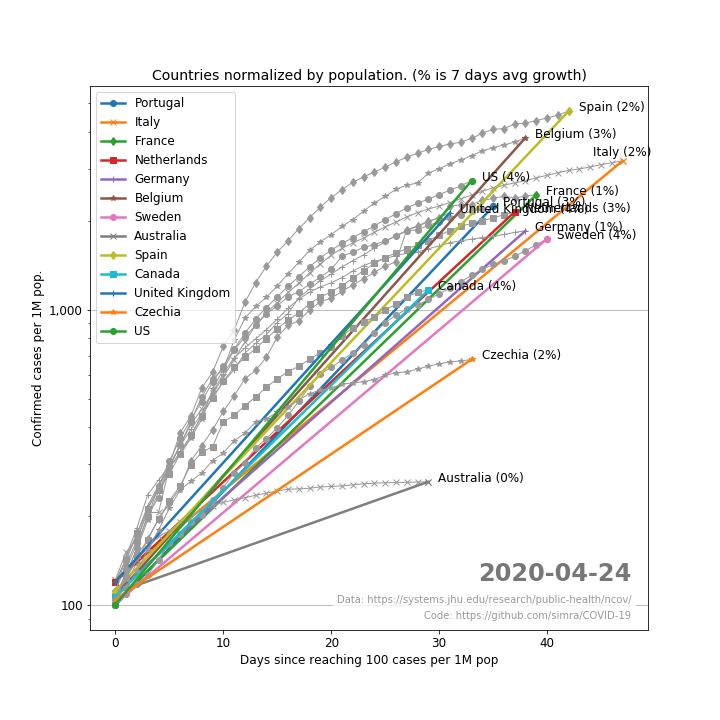 Countries normalized by population. (% is 7 days avg growth)
Portugal
Italy
France
Netherlands
Germany
Belgium
Sweden
Australia
Spain
Canada
United Kingdom
Czechia
US
Spain (2%)
Belgium (3%)
Italy (2%)
US (4%)
France (1%)
Portugal (3%)
United Kingdom (4%)
Netherlands (3%)
Germany (1%)
Sweden (4%)
Canada (4%)
Czechia (2%)
Australia (0%)
1,000
100
Confirmed cases per 1M pop.
2020-04-24
Data: https://systems.jhu.edu/research/public-health/ncov/
Code: https://github.com/simra/COVID-19
0 10 20 30 40
Days since reaching 100 cases per 1M pop